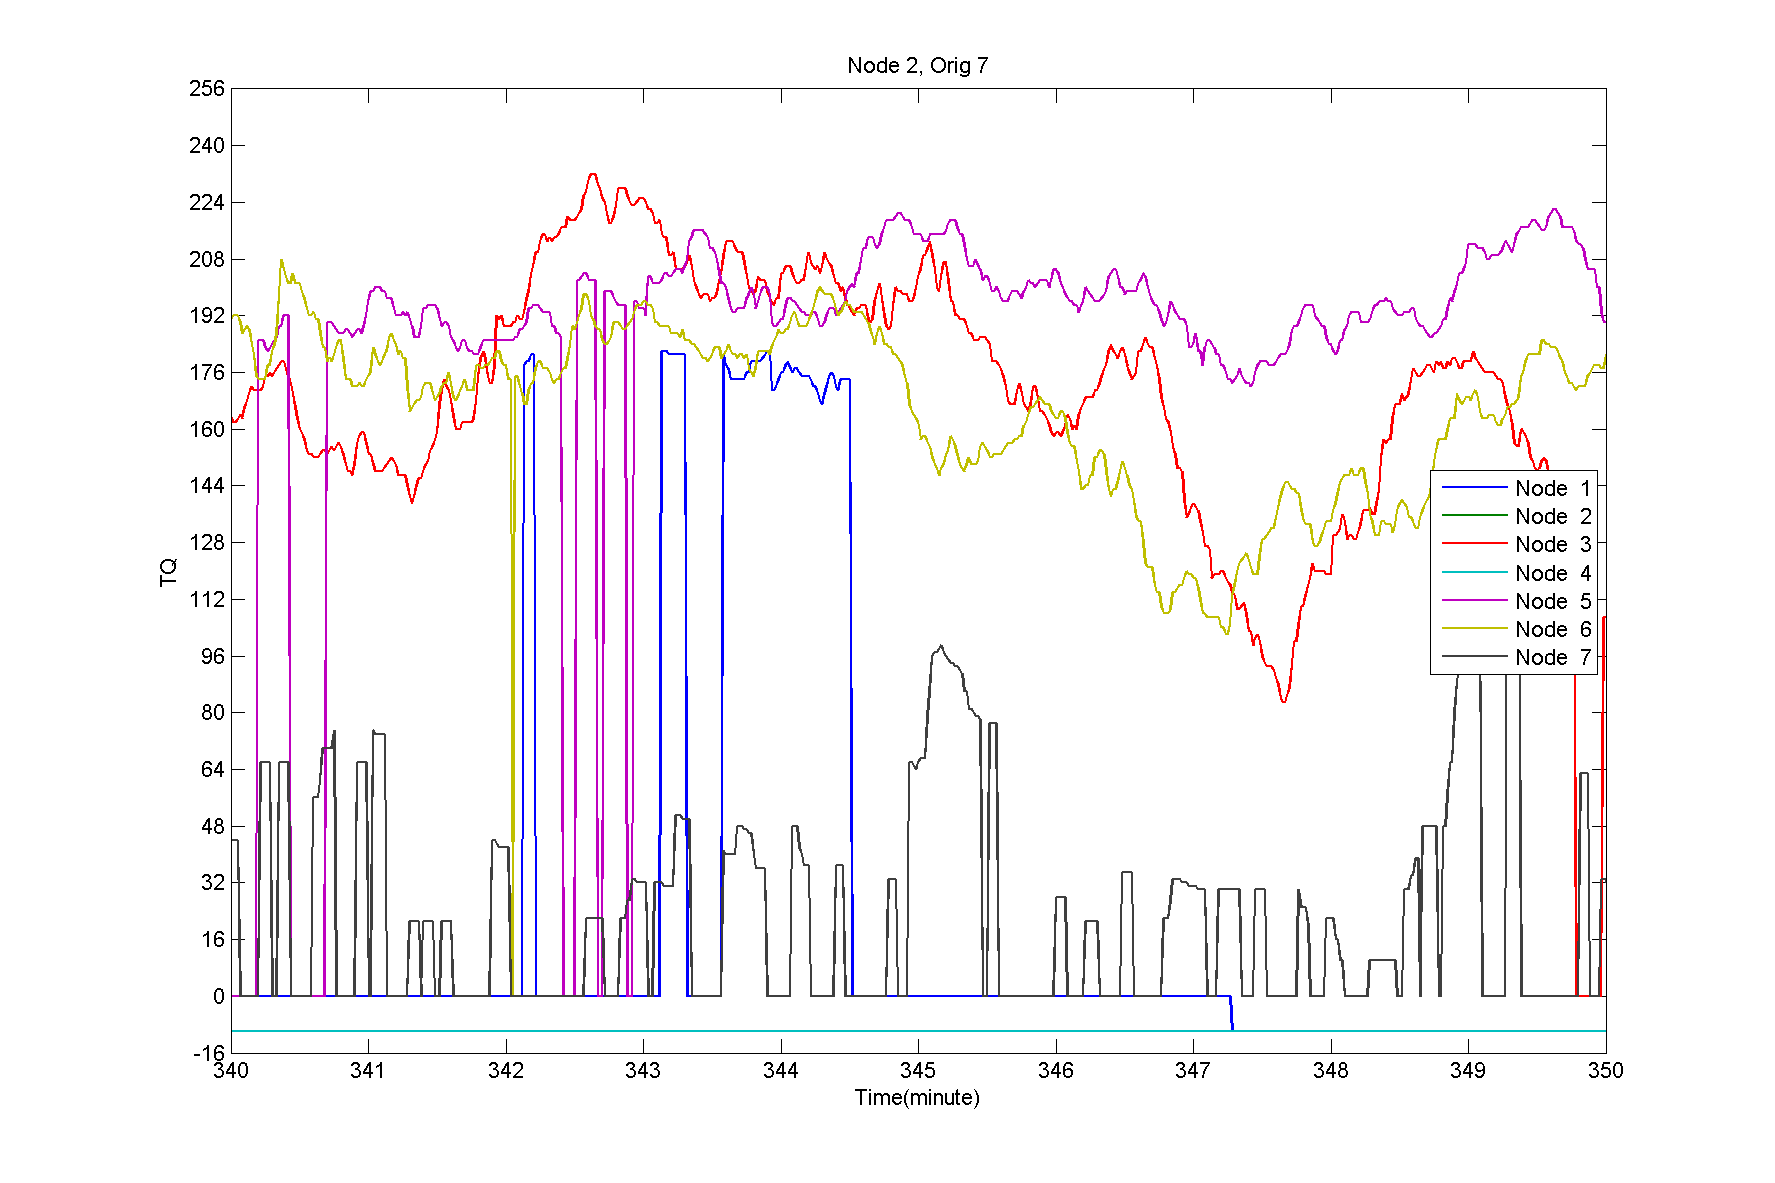 Node 2, Orig 7
256
240
224
208
192
176
160
144
128
112
96
80
64
48
32
16
0
-16
TQ
Node 1
Node 2
Node 3
Node 4
Node 5
Node 6
Node 7
340 341 342 343 344 345 346 347 348 349 350
Time(minute)